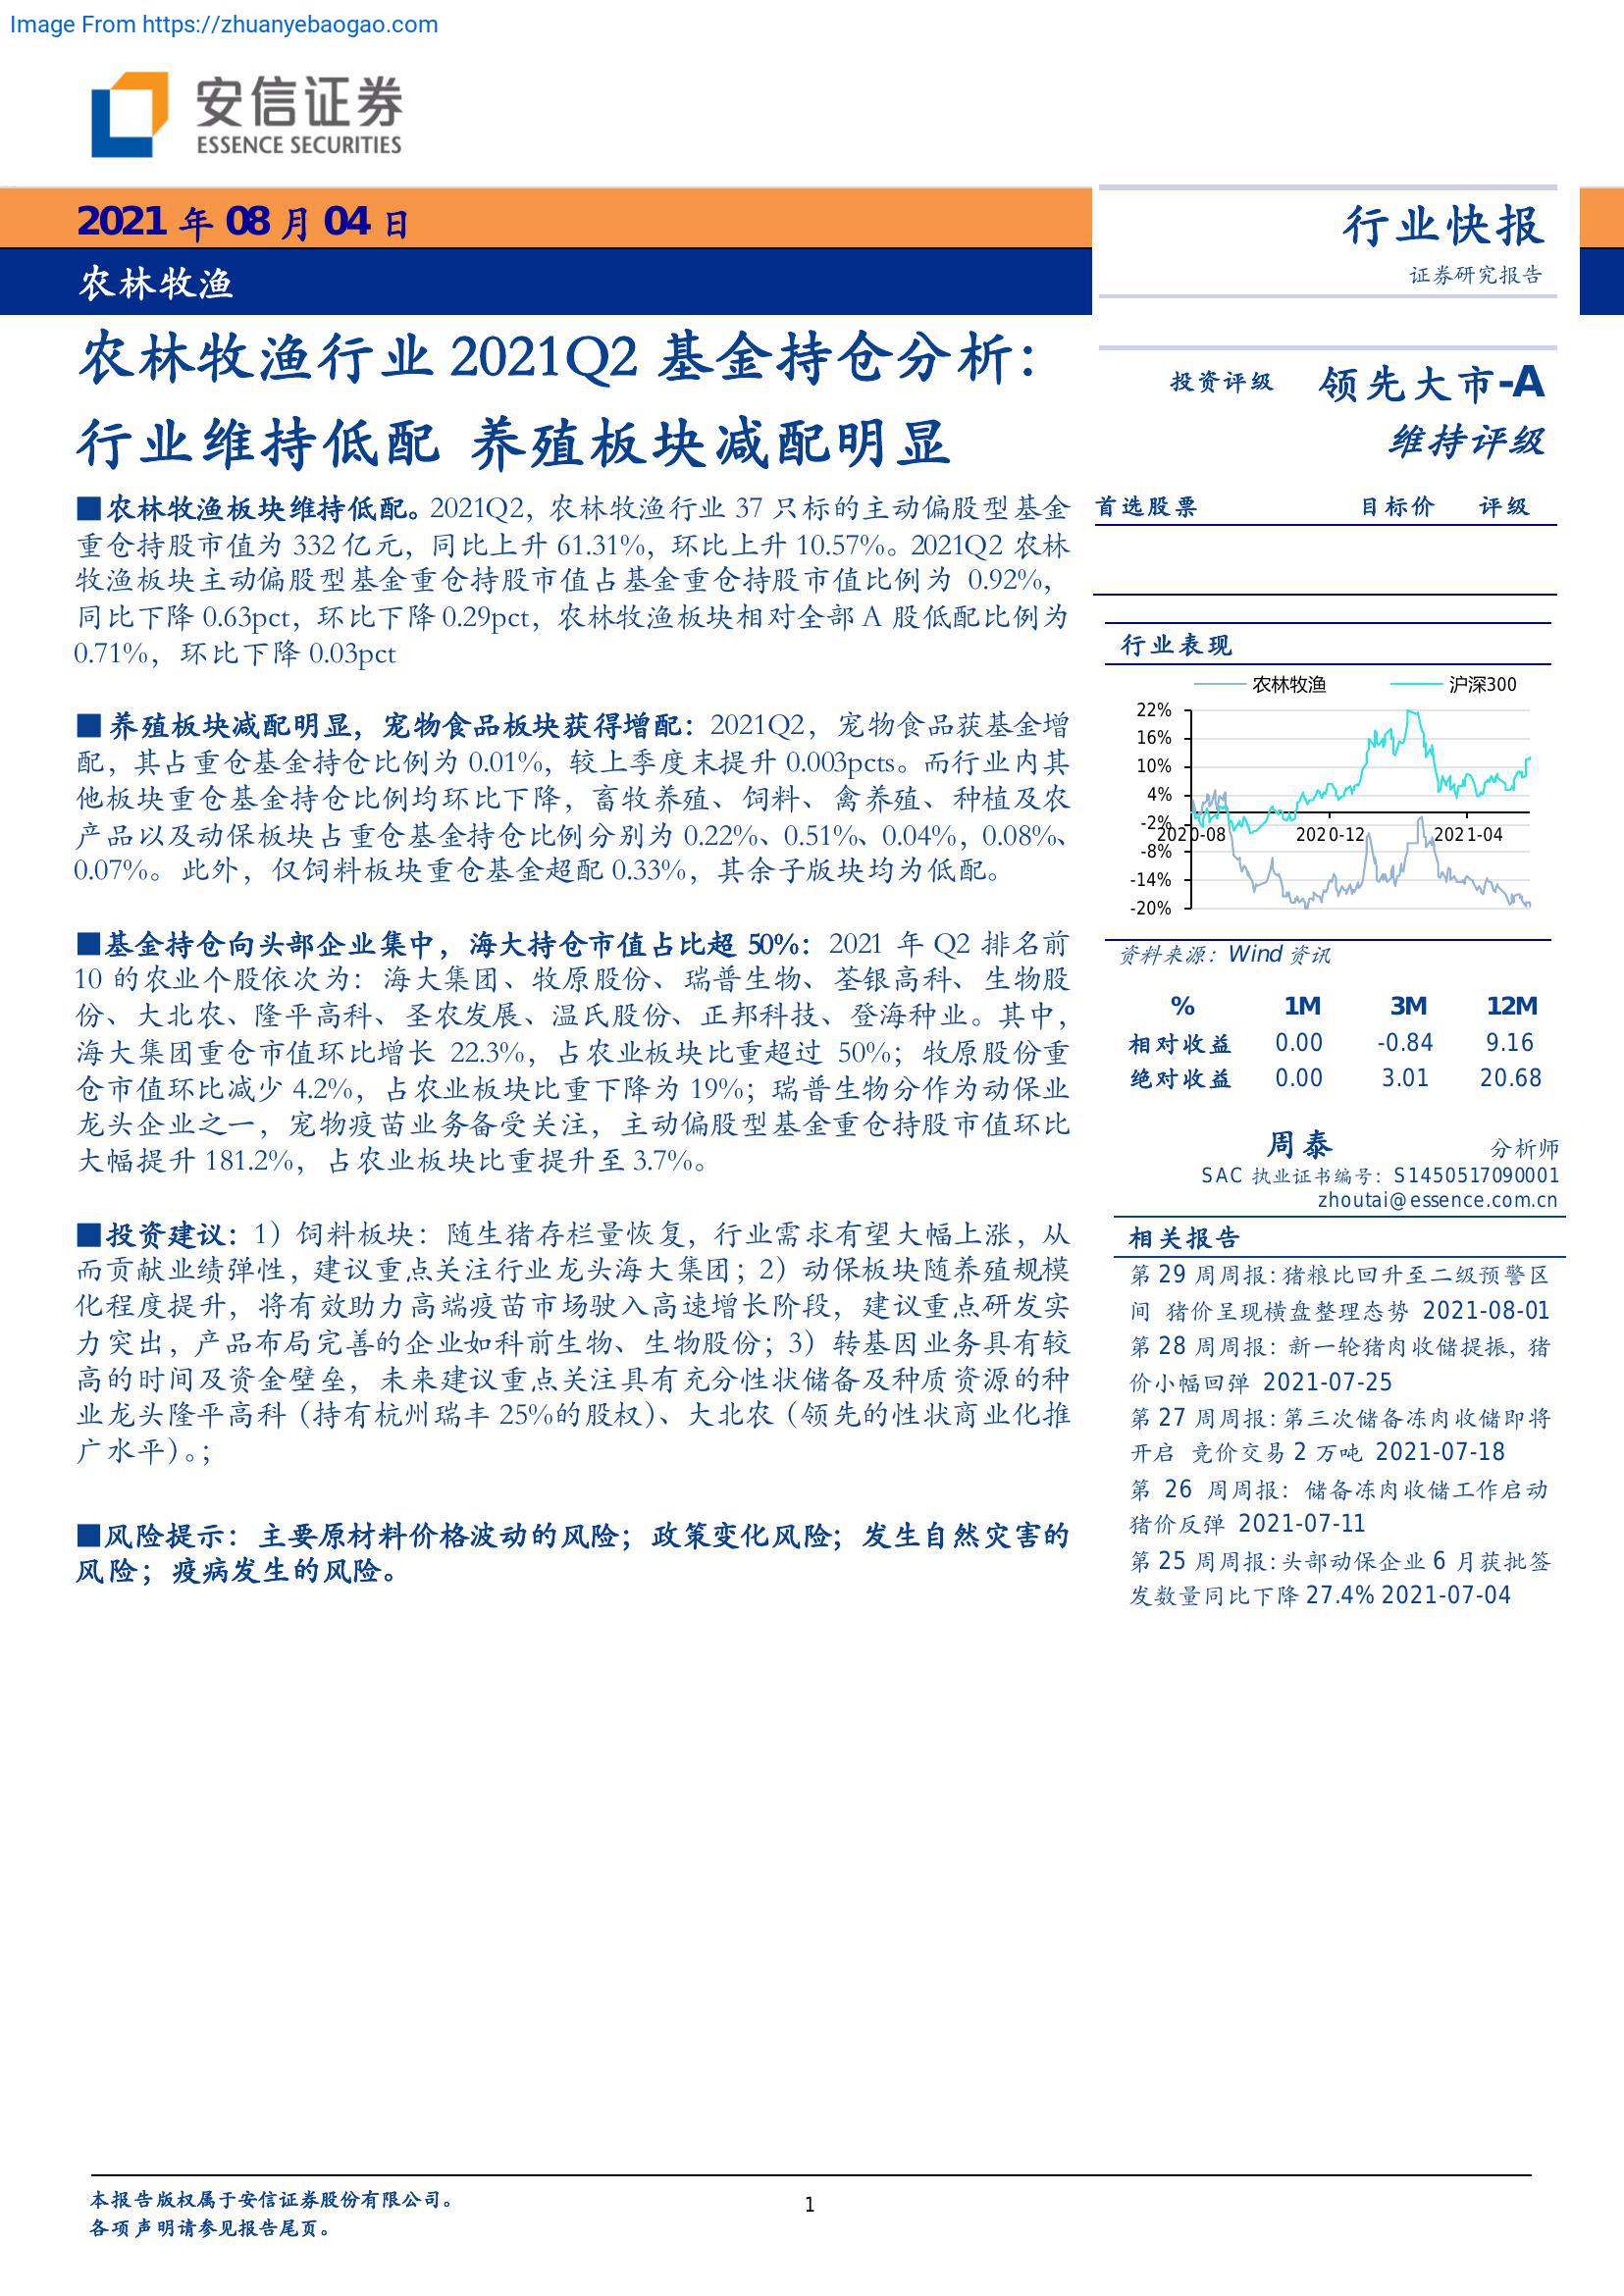 Image From https://zhuanyebaogao.com
安信证券
ESSENCE SECURITIES
2021 年 08 月 04 日
农林牧渔
行业快报
证券研究报告
农林牧渔行业 2021Q2 基金持仓分析：
行业维持低配 养殖板块减配明显
■农林牧渔板块维持低配。2021Q2，农林牧渔行业 37 只标的主动偏股型基金
重仓持股市值为 332 亿元，同比上升 61.31%，环比上升 10.57%。2021Q2 农林
牧渔板块主动偏股型基金重仓持股市值占基金重仓持股市值比例为 0.92%，
同比下降 0.63pct，环比下降 0.29pct，农林牧渔板块相对全部 A 股低配比例为
0.71%，环比下降 0.03pct
■养殖板块减配明显，宠物食品板块获得增配：2021Q2，宠物食品获基金增
配，其占重仓基金持仓比例为 0.01%，较上季度末提升 0.003pcts。而行业内其
他板块重仓基金持仓比例均环比下降，畜牧养殖、饲料、禽养殖、种植及农
产品以及动保板块占重仓基金持仓比例分别为 0.22%、0.51%、0.04%，0.08%、
0.07%。此外，仅饲料板块重仓基金超配 0.33%，其余子版块均为低配。
■基金持仓向头部企业集中，海大持仓市值占比超 50%：2021 年 Q2 排名前
10 的农业个股依次为：海大集团、牧原股份、瑞普生物、荃银高科、生物股
份、大北农、隆平高科、圣农发展、温氏股份、正邦科技、登海种业。其中，
海大集团重仓市值环比增长 22.3%，占农业板块比重超过 50%；牧原股份重
仓市值环比减少 4.2%，占农业板块比重下降为 19%；瑞普生物分作为动保业
龙头企业之一，宠物疫苗业务备受关注，主动偏股型基金重仓持股市值环比
大幅提升 181.2%，占农业板块比重提升至 3.7%。
■投资建议：1）饲料板块：随生猪存栏量恢复，行业需求有望大幅上涨，从
而贡献业绩弹性，建议重点关注行业龙头海大集团；2）动保板块随养殖规模
化程度提升，将有效助力高端疫苗市场驶入高速增长阶段，建议重点研发实
力突出，产品布局完善的企业如科前生物、生物股份；3）转基因业务具有较
高的时间及资金壁垒，未来建议重点关注具有充分性状储备及种质资源的种
业龙头隆平高科（持有杭州瑞丰 25%的股权）、大北农（领先的性状商业化推
广水平）。；
■风险提示：主要原材料价格波动的风险；政策变化风险；发生自然灾害的
风险；疫病发生的风险。
投资评级 领先大市-A
维持评级
首选股票 目标价 评级
行业表现
农林牧渔 沪深300
22%
16%
10%
4%
-2%
2020-08 2020-12 2021-04
-8%
-14%
-20%
资料来源：Wind 资讯
% 1M 3M 12M
相对收益 0.00 -0.84 9.16
绝对收益 0.00 3.01 20.68
周泰 分析师
SAC 执业证书编号：S1450517090001
zhoutai@essence.com.cn
相关报告
第 29 周周报：猪粮比回升至二级预警区
间 猪价呈现横盘整理态势 2021-08-01
第 28 周周报：新一轮猪肉收储提振，猪
价小幅回弹 2021-07-25
第 27 周周报：第三次储备冻肉收储即将
开启 竞价交易 2 万吨 2021-07-18
第 26 周周报：储备冻肉收储工作启动
猪价反弹 2021-07-11
第 25 周周报：头部动保企业 6 月获批签
发数量同比下降 27.4% 2021-07-04
本报告版权属于安信证券股份有限公司。
各项声明请参见报告尾页。
1